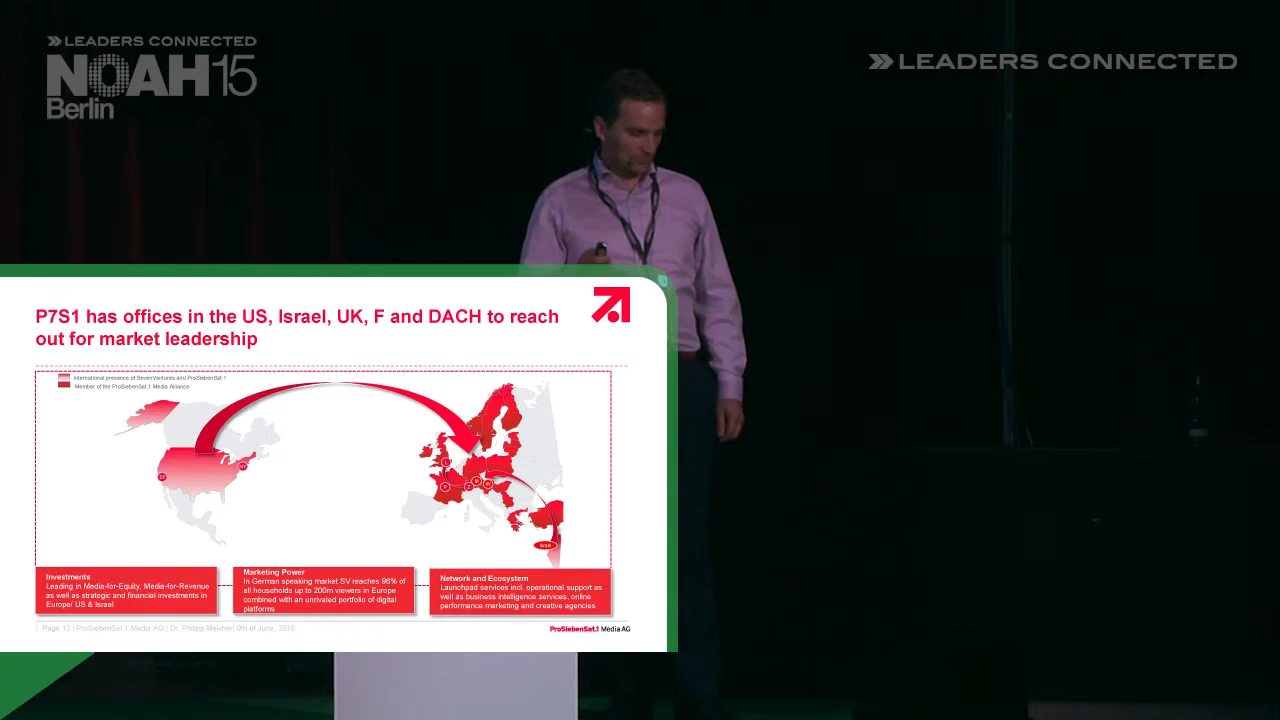 LEADERS CONNECTED
NOAH15
Berlin
LEADERS CONNECTED
P7S1 has offices in the US, Israel, UK, F and DACH to reach
out for market leadership
International presence of SevenVentures and ProSiebenSat.1
Member of the ProSiebenSat.1 Media Alliance
SF
NY
L
P
Z
M
W
Israel
Investments
Leading in Media-for-Equity, Media-for-Revenue
as well as strategic and financial investments in
Europe/ US & Israel
Marketing Power
In German speaking market SV reaches 96% of
all households up to 200m viewers in Europe
combined with an unrivaled portfolio of digital
platforms
Network and Ecosystem
Launchpad services incl. operational support as
well as business intelligence services, online
performance marketing and creative agencies
| Page 12 | ProSiebenSat.1 Media AG | Dr. Philipp Meixner| 9th of June, 2015.
ProSiebenSat.1 Media AG